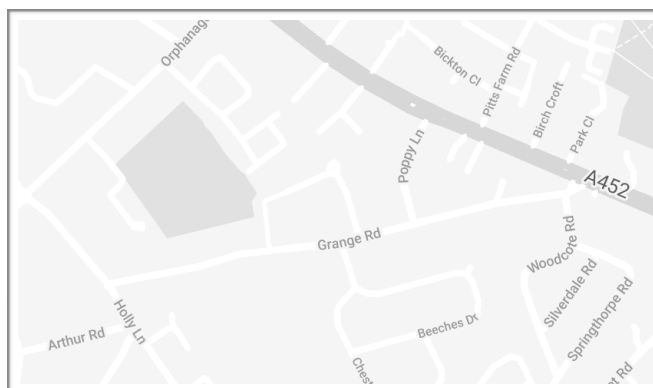 Orphanag
Bickton Cl
Pitts Farm Rd
Birch Croft
Park Cl
Poppy Ln
A452
Grange Rd
Woodcote Rd
Silverdale Rd
Springthorpe Rd
Holly Ln
Arthur Rd
Beeches Dr
Chest
Rd